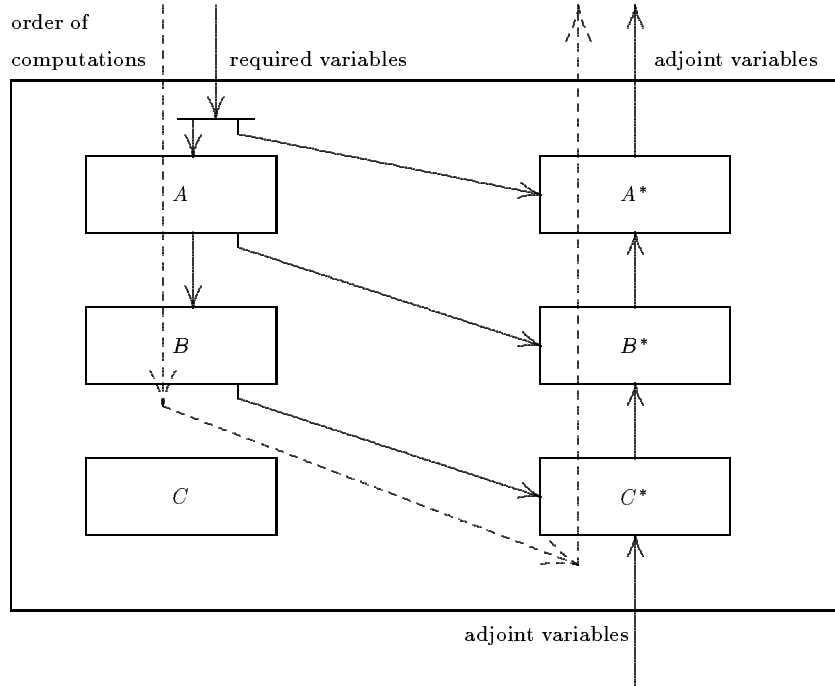 order of
computations
required variables
adjoint variables
A
A*
B
B*
C
C*
adjoint variables